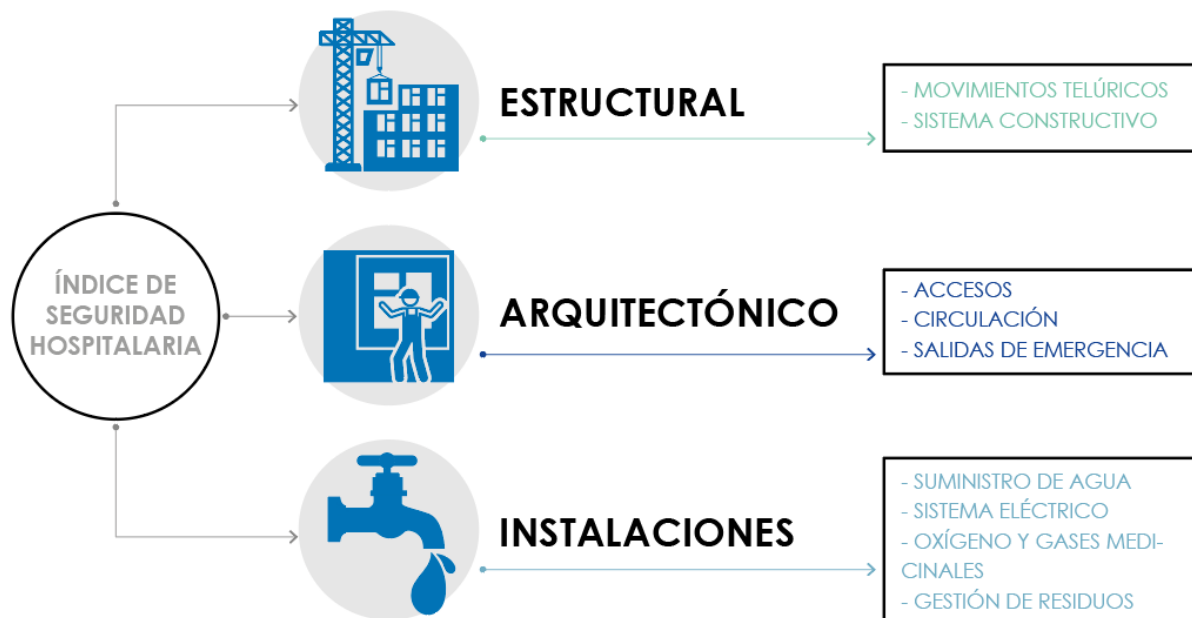 ÍNDICE DE
SEGURIDAD
HOSPITALARIA
ESTRUCTURAL
- MOVIMIENTOS TELÚRICOS
- SISTEMA CONSTRUCTIVO
ARQUITECTÓNICO
- ACCESOS
- CIRCULACIÓN
- SALIDAS DE EMERGENCIA
INSTALACIONES
- SUMINISTRO DE AGUA
- SISTEMA ELÉCTRICO
- OXÍGENO Y GASES MEDI-
CINALES
- GESTIÓN DE RESIDUOS